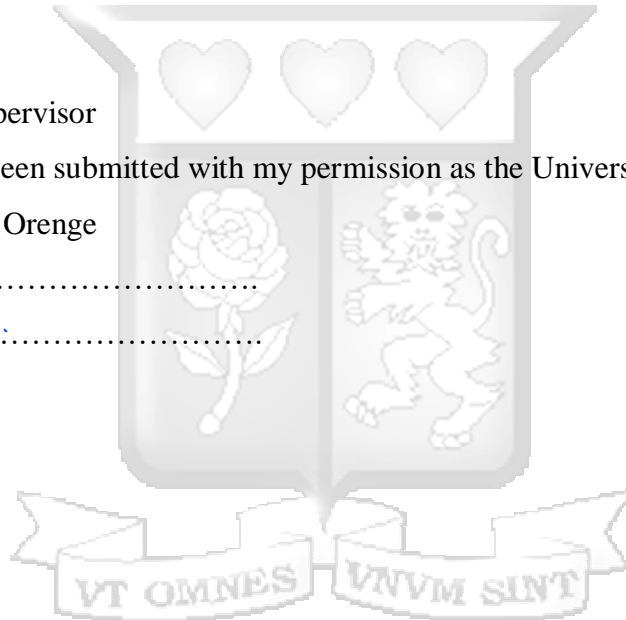 pervisor
een submitted with my permission as the Univers
Orenge
…………………………….
…………………………….
VT OMNES VNVM SINT